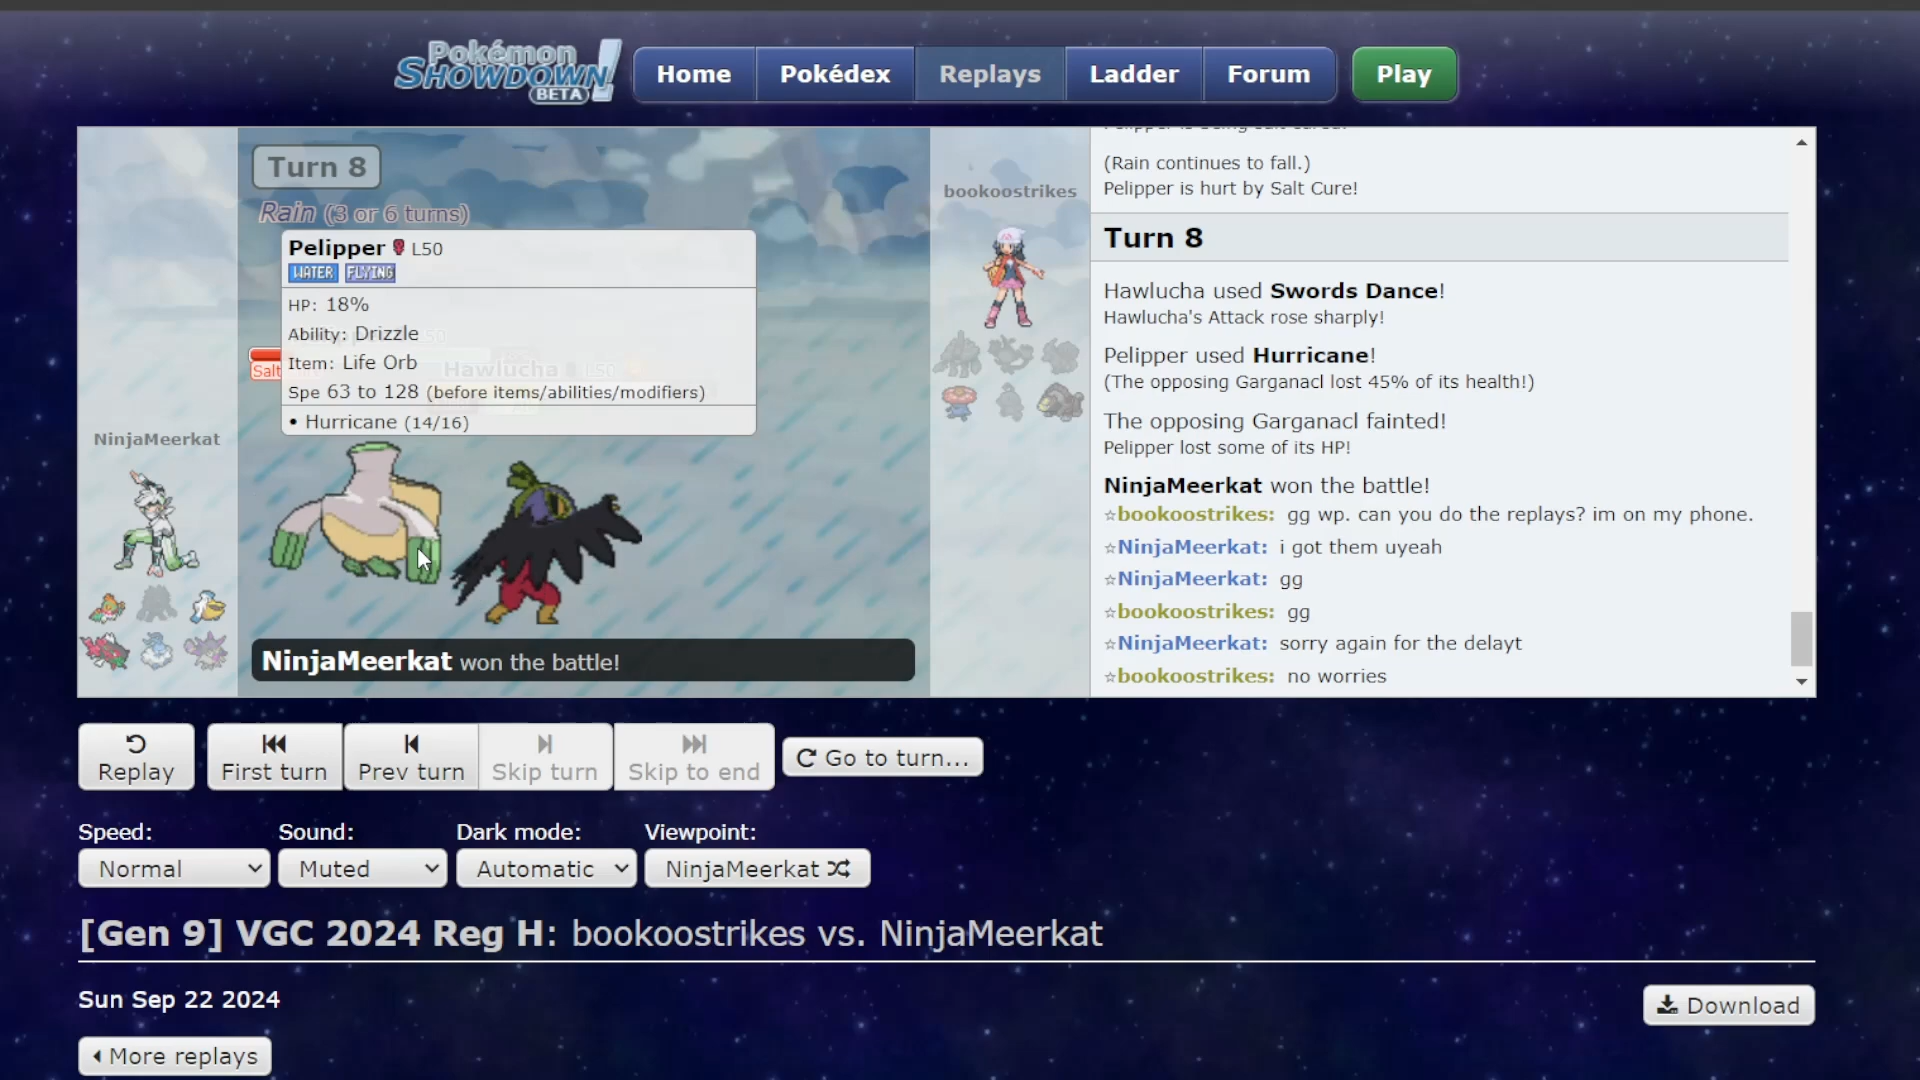 Pokémon
SHOWDOWN!
BETA
Home
Pokédex
Replays
Ladder
Forum
Play
Turn 8
Rain (3 or 6 turns)
Pelipper L50
WATER FLYING
HP: 18%
Ability: Drizzle
Item: Life Orb
Spe 63 to 128 (before items/abilities/modifiers)
• Hurricane (14/16)
Salt
Hawlucha L50
NinjaMeerkat
bookoostrikes
NinjaMeerkat won the battle!
(Rain continues to fall.)
Pelipper is hurt by Salt Cure!
Turn 8
Hawlucha used Swords Dance!
Hawlucha's Attack rose sharply!
Pelipper used Hurricane!
(The opposing Garganacl lost 45% of its health!)
The opposing Garganacl fainted!
Pelipper lost some of its HP!
NinjaMeerkat won the battle!
☆bookoostrikes: gg wp. can you do the replays? im on my phone.
☆NinjaMeerkat: i got them uyeah
☆NinjaMeerkat: gg
☆bookoostrikes: gg
☆NinjaMeerkat: sorry again for the delayt
☆bookoostrikes: no worries
Replay
First turn
Prev turn
Skip turn
Skip to end
Go to turn...
Speed:
Sound:
Dark mode:
Viewpoint:
Normal
Muted
Automatic
NinjaMeerkat
[Gen 9] VGC 2024 Reg H: bookoostrikes vs. NinjaMeerkat
Sun Sep 22 2024
Download
More replays